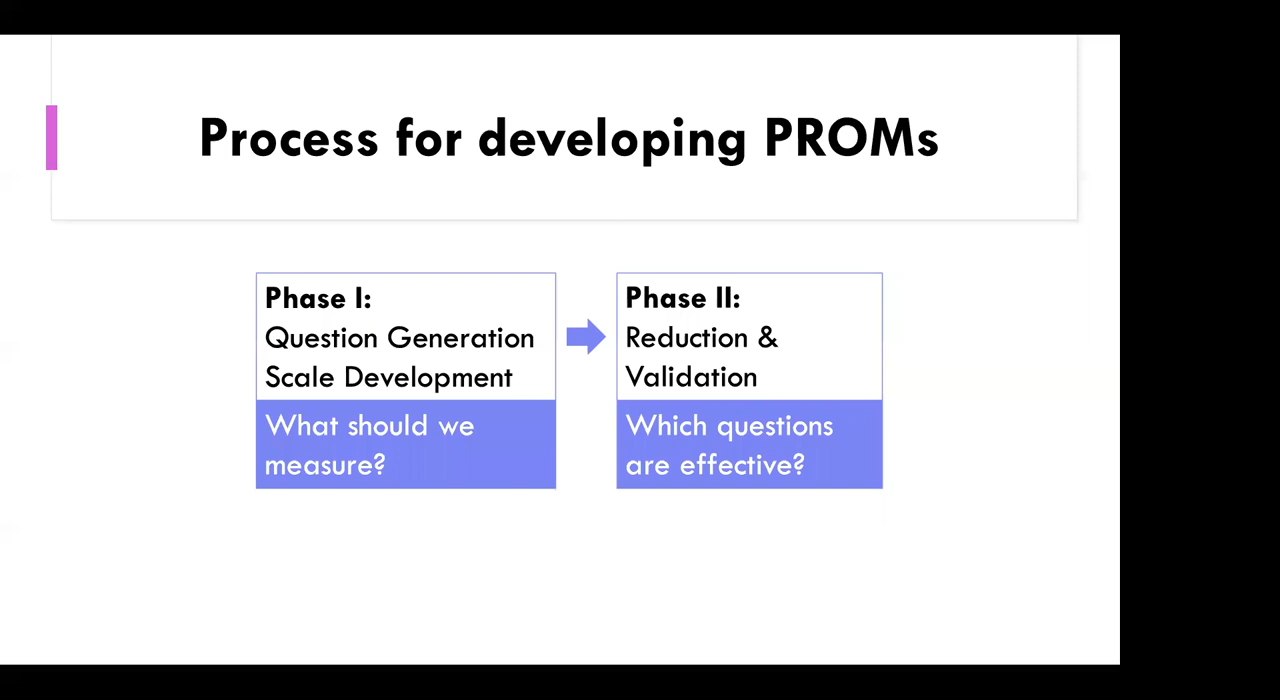 Process for developing PROMs
Phase I:
Question Generation
Scale Development
What should we
measure?
Phase II:
Reduction &
Validation
Which questions
are effective?